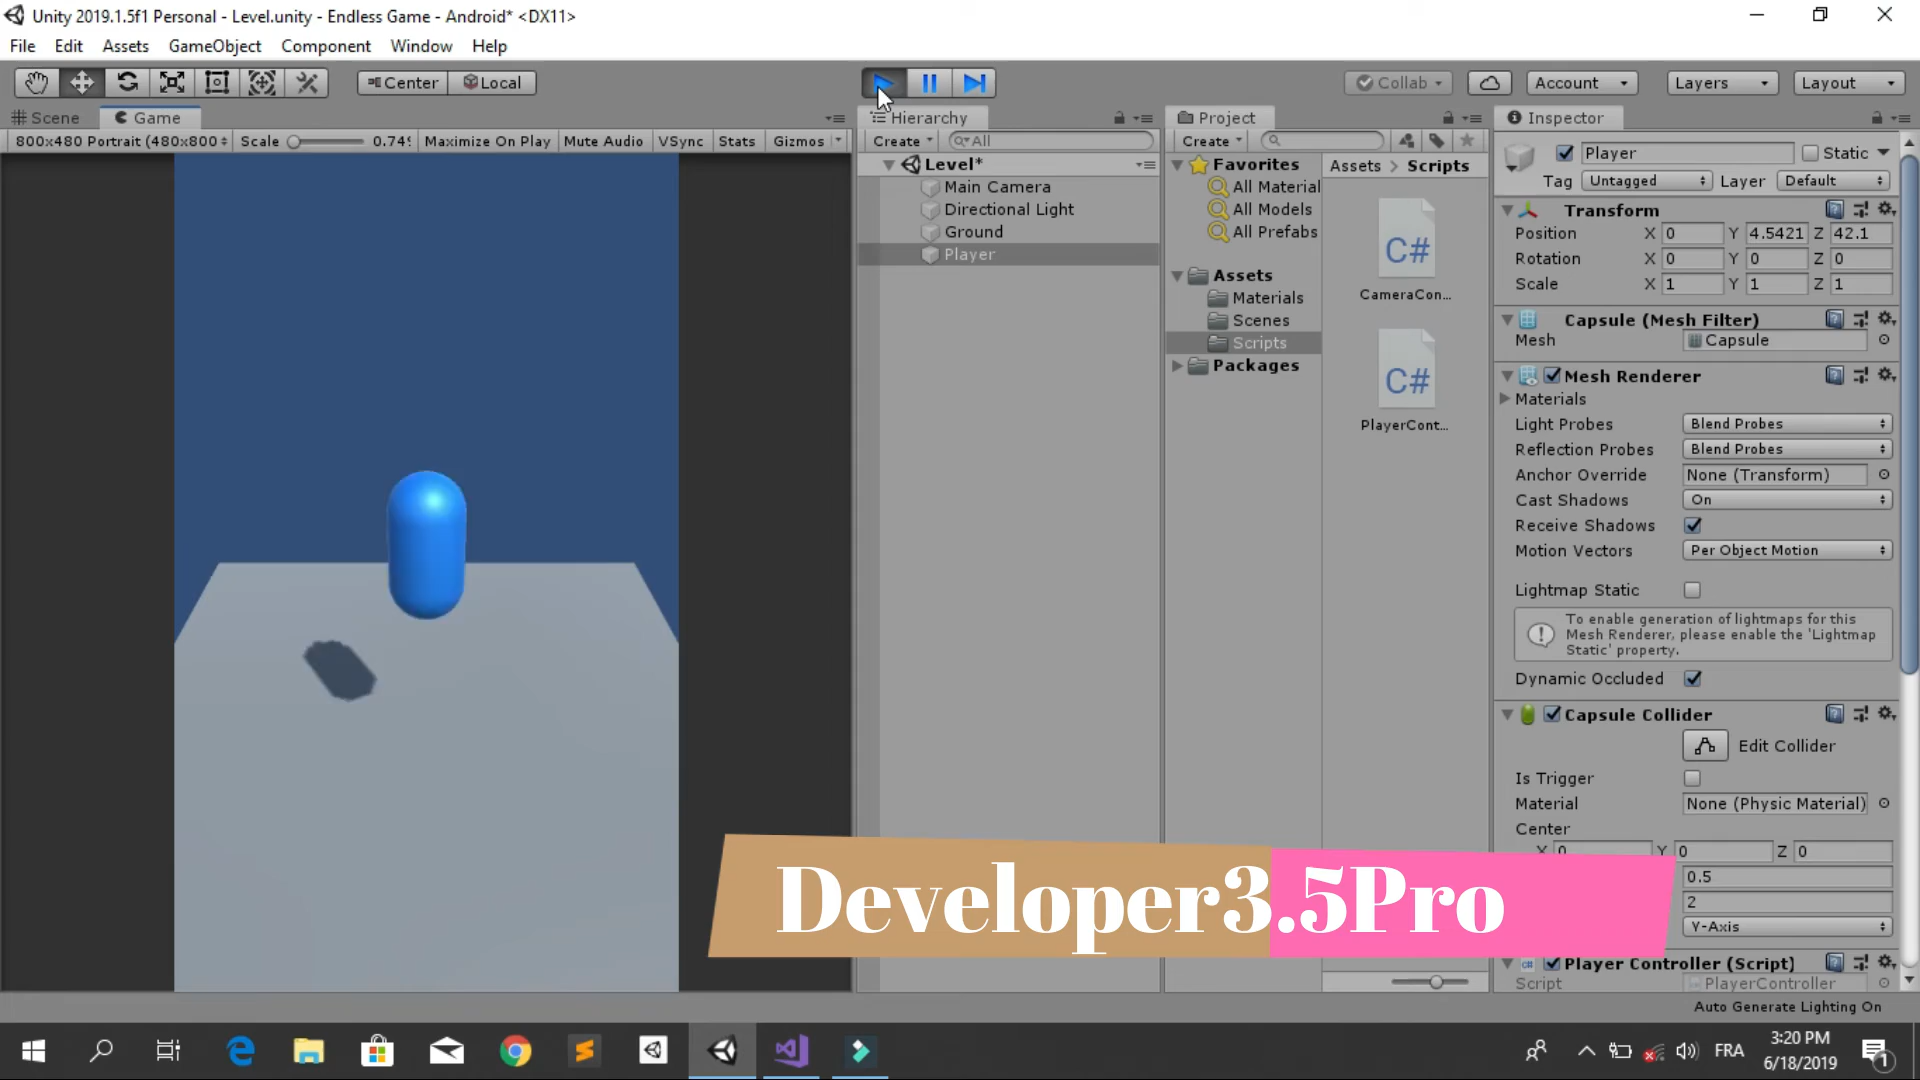 Unity 2019.1.5f1 Personal - Level.unity - Endless Game - Android* <DX11>
File Edit Assets GameObject Component Window Help
Center Local Collab Account Layers Layout
Scene Game Hierarchy Project Inspector
800x480 Portrait (480x800 Scale 0.74 Maximize On Play Mute Audio VSync Stats Gizmos
Create All
Level*
Main Camera
Directional Light
Ground
Player
Create
Favorites
All Material
All Models
All Prefabs
Assets
Materials
Scenes
Scripts
Packages
Assets > Scripts
C#
CameraCon...
C#
PlayerCont...
Player Static
Tag Untagged Layer Default
Transform
Position X 0 Y 4.5421 Z 42.1
Rotation X 0 Y 0 Z 0
Scale X 1 Y 1 Z 1
Capsule (Mesh Filter)
Mesh Capsule
Mesh Renderer
Materials
Light Probes Blend Probes
Reflection Probes Blend Probes
Anchor Override None (Transform)
Cast Shadows On
Receive Shadows
Motion Vectors Per Object Motion
Lightmap Static
To enable generation of lightmaps for this
Mesh Renderer, please enable the 'Lightmap
Static' property.
Dynamic Occluded
Capsule Collider
Edit Collider
Is Trigger
Material None (Physic Material)
Center
X 0 Y 0 Z 0
0.5
2
Y-Axis
Player Controller (Script)
Script PlayerController
Developer3.5Pro
Auto Generate Lighting On
FRA
3:20 PM
6/18/2019
1